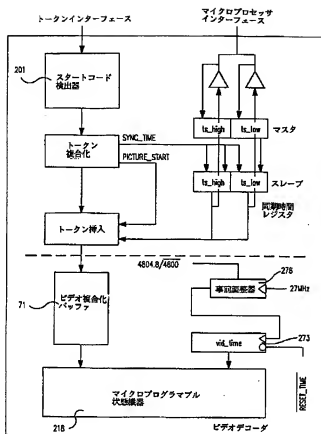 トークンインターフェース
マイクロプロセッサ
インターフェース
201
スタートコード
検出器
マスタ
ts_high
ts_low
SYNC_TIME
トークン
複合化
PICTURE_START
ts_high
ts_low
スレーブ
同期時間
レジスタ
トークン挿入
4804.8/4800
276
71
ビデオ複合化
バッファ
事前調整器
27MHz
vid_time
273
RESET_TIME
マイクロプログラマブル
状態機器
218
ビデオデコーダ